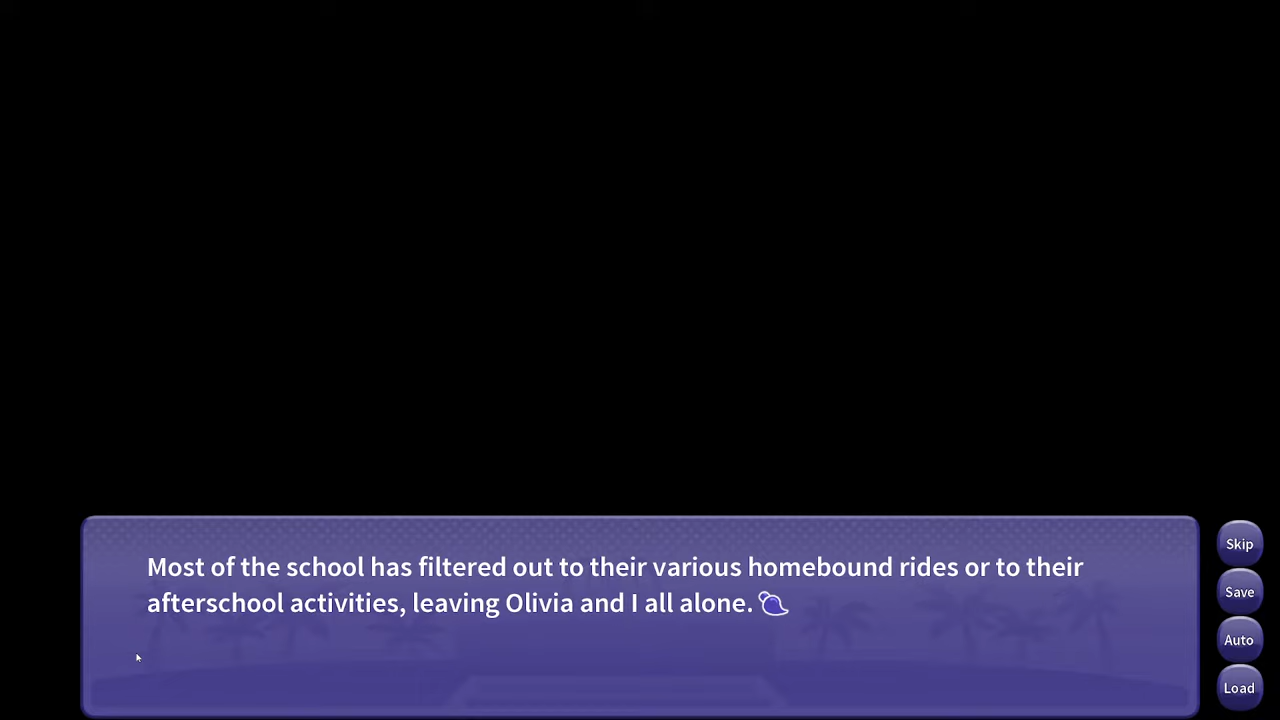 Most of the school has filtered out to their various homebound rides or to their
afterschool activities, leaving Olivia and I all alone.
Skip
Save
Auto
Load